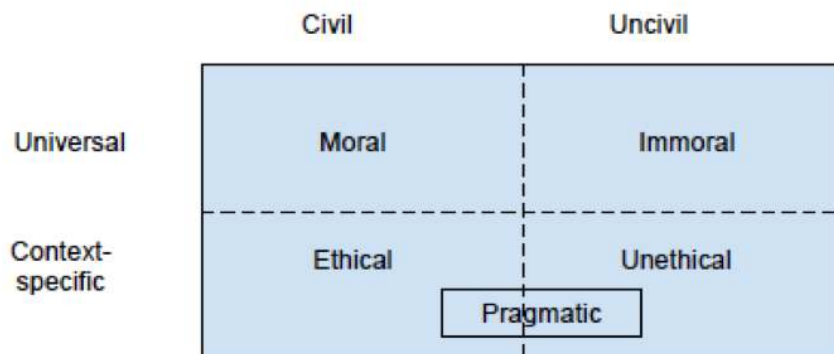 Civil Uncivil
Universal Moral Immoral
Context-
specific
Ethical Unethical
Pragmatic